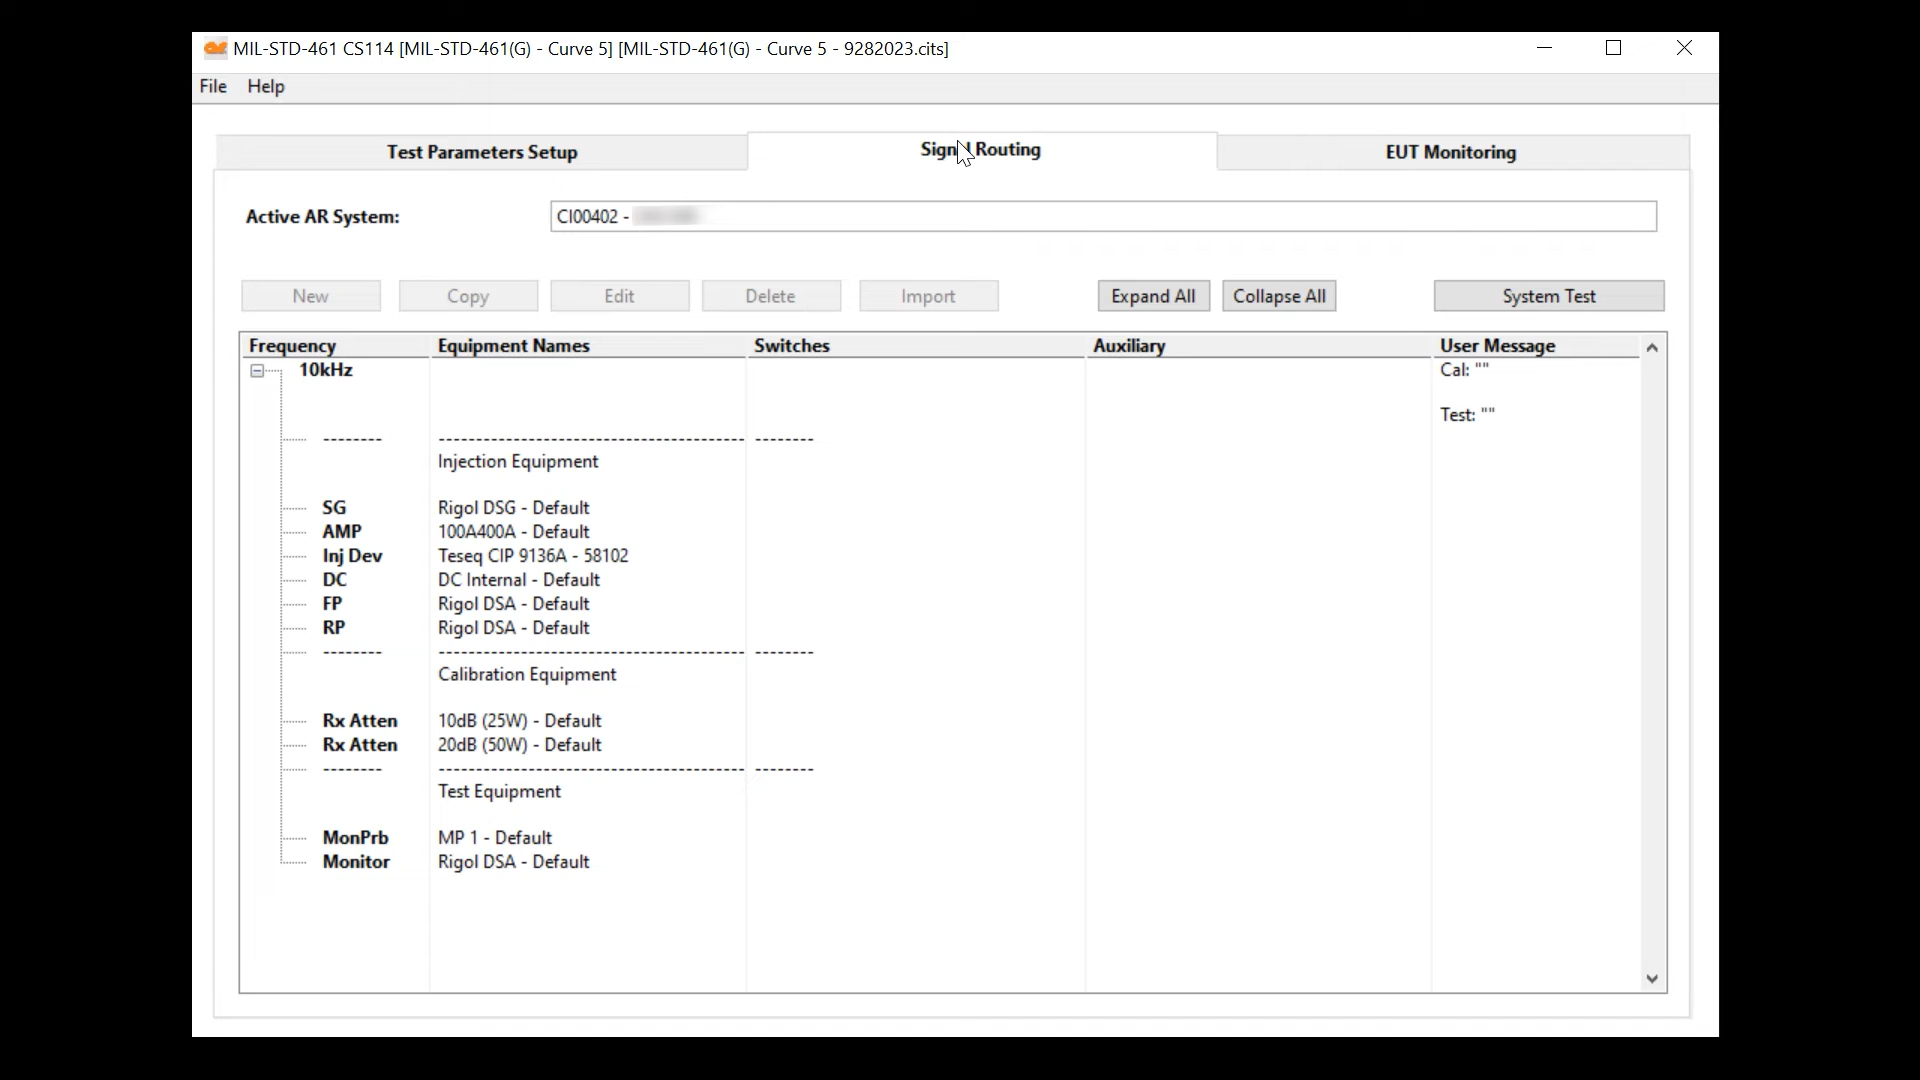 MIL-STD-461 CS114 [MIL-STD-461(G) - Curve 5] [MIL-STD-461(G) - Curve 5 - 9282023.cits]
File Help
Test Parameters Setup Signal Routing EUT Monitoring
Active AR System: CI00402 -
New Copy Edit Delete Import Expand All Collapse All System Test
Frequency Equipment Names Switches Auxiliary User Message
10kHz Cal: ""
Test: ""
-------- ----------------------------------------- --------
Injection Equipment
SG Rigol DSG - Default
AMP 100A400A - Default
Inj Dev Teseq CIP 9136A - 58102
DC DC Internal - Default
FP Rigol DSA - Default
RP Rigol DSA - Default
-------- ----------------------------------------- --------
Calibration Equipment
Rx Atten 10dB (25W) - Default
Rx Atten 20dB (50W) - Default
-------- ----------------------------------------- --------
Test Equipment
MonPrb MP 1 - Default
Monitor Rigol DSA - Default